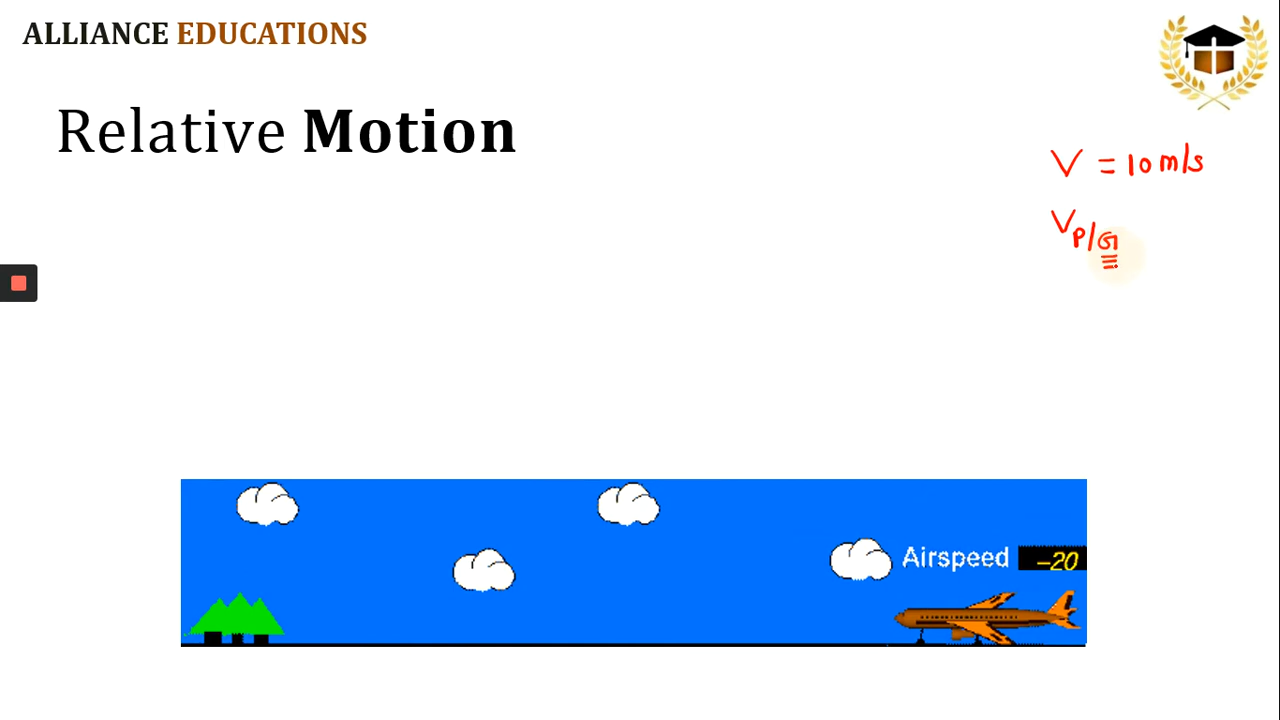 ALLIANCE EDUCATIONS
Relative Motion
V = 10 m/s
VP/G
Airspeed -20